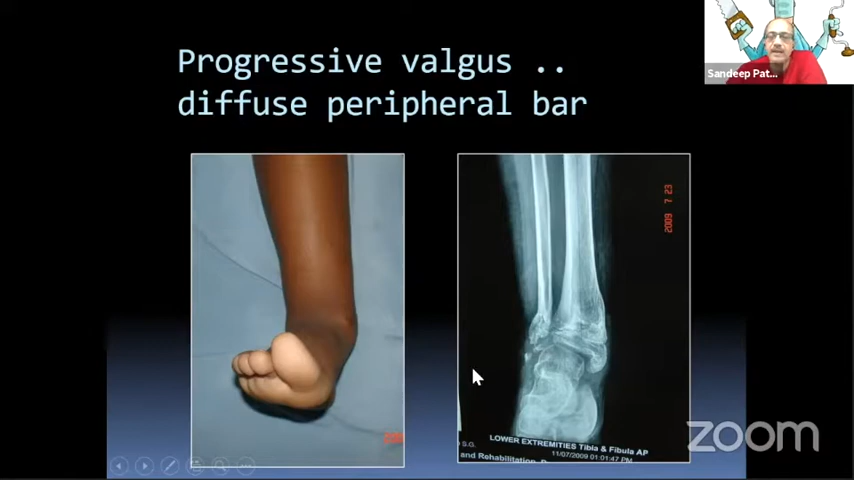 Progressive valgus ..
diffuse peripheral bar
Sandeep Pat...
2009 7 23
S.G.
LOWER EXTREMITIES Tibia & Fibula AP
11/07/2009 01:01:47 PM
and Rehabilitation,
zoom